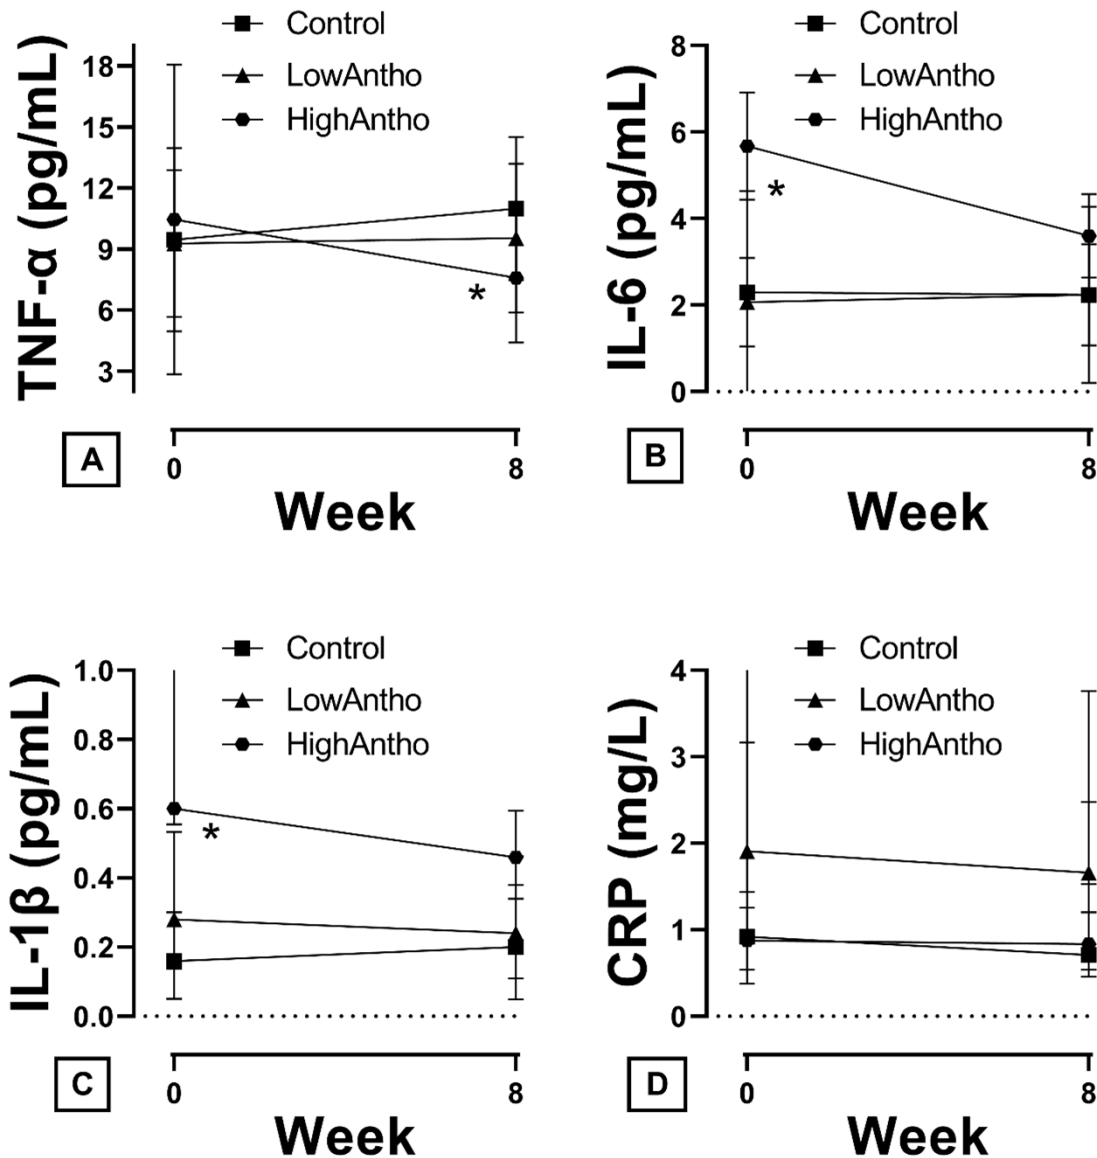 Control
LowAntho
HighAntho
TNF-α (pg/mL)
18
15
12
9
6
3
*
A
0
8
Week
Control
LowAntho
HighAntho
IL-6 (pg/mL)
8
6
4
2
0
*
B
0
8
Week
Control
LowAntho
HighAntho
IL-1β (pg/mL)
1.0
0.8
0.6
0.4
0.2
0.0
*
C
0
8
Week
Control
LowAntho
HighAntho
CRP (mg/L)
4
3
2
1
0
D
0
8
Week